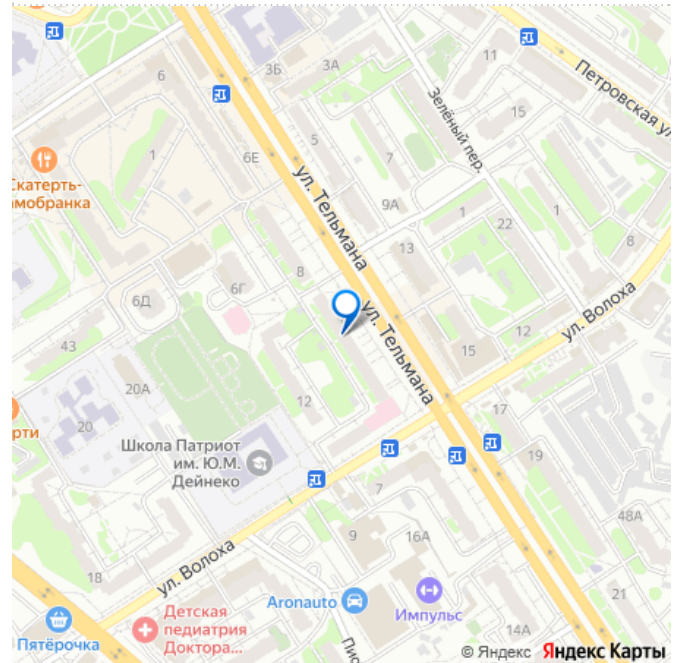 6
3Б
3А
11
Петровская ул
Зелёный пер.
15
1
6Е
5
7
Скатерть-
амобранка
ул. Тельмана
9А
1
22
13
8
8
6Г
6Д
ул. Тельмана
ул. Волоха
12
43
15
20А
12
20
рти
17
Школа Патриот
им. Ю.М.
Дейнеко
19
7
48А
9
16А
ул. Волоха
18
Aronauto
Импульс
21
Пятёрочка
Детская
педиатрия
Доктора...
Пис
14А
© Яндекс Яндекс Карты